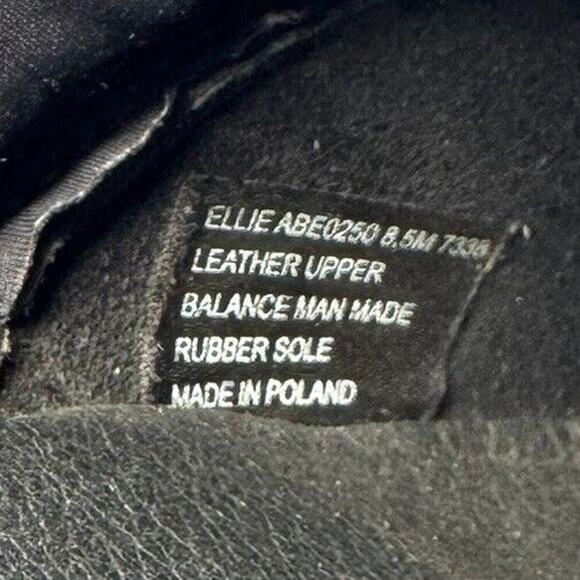 ELLIE ABE0250 8.5M 7335
LEATHER UPPER
BALANCE MAN MADE
RUBBER SOLE
MADE IN POLAND